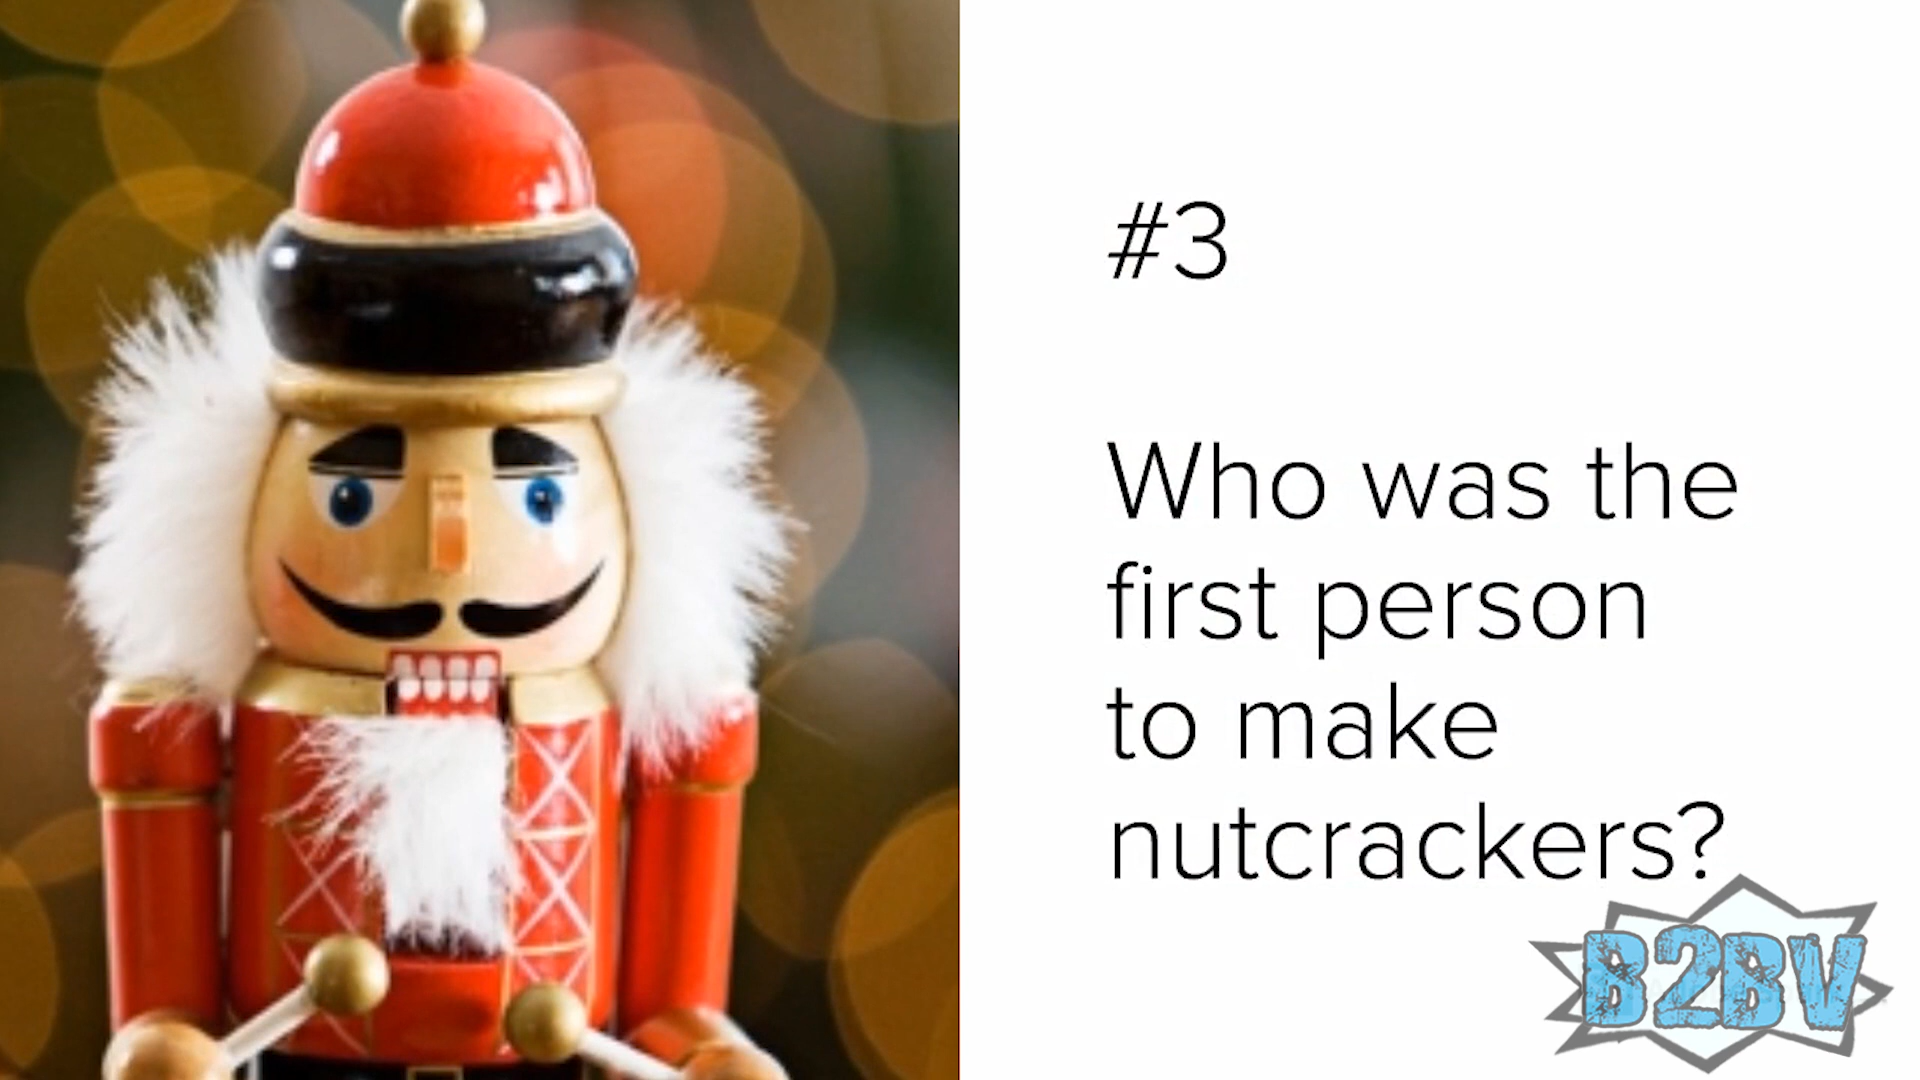 #3
Who was the
first person
to make
nutcrackers?
B2BV